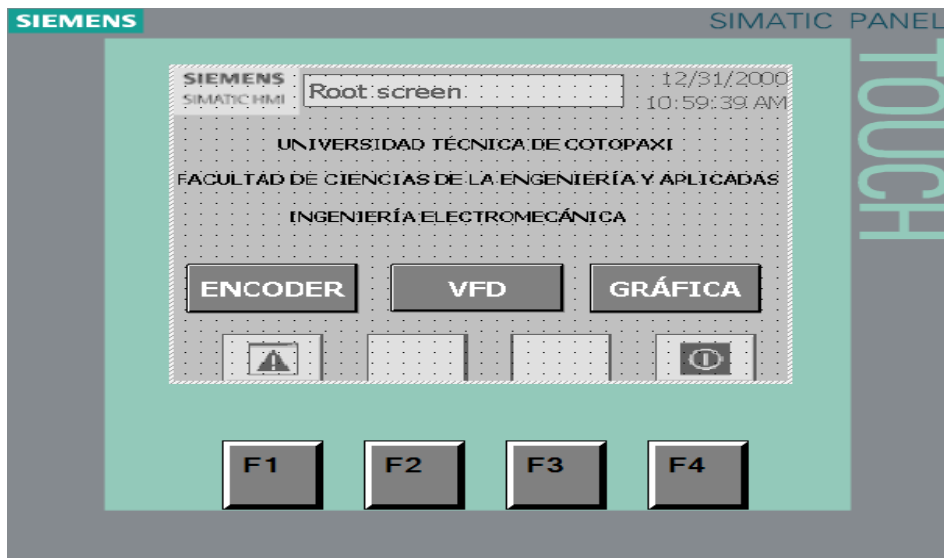 SIEMENS
SIMATIC PANEL
TOUCH
SIEMENS
SIMATIC HMI
Root screen
12/31/2000
10:59:39 AM
UNIVERSIDAD TÉCNICA DE COTOPAXI
FACULTAD DE CIENCIAS DE LA ENGENIERÍA Y APLICADAS
INGENIERÍA ELECTROMECÁNICA
ENCODER
VFD
GRÁFICA
F1
F2
F3
F4